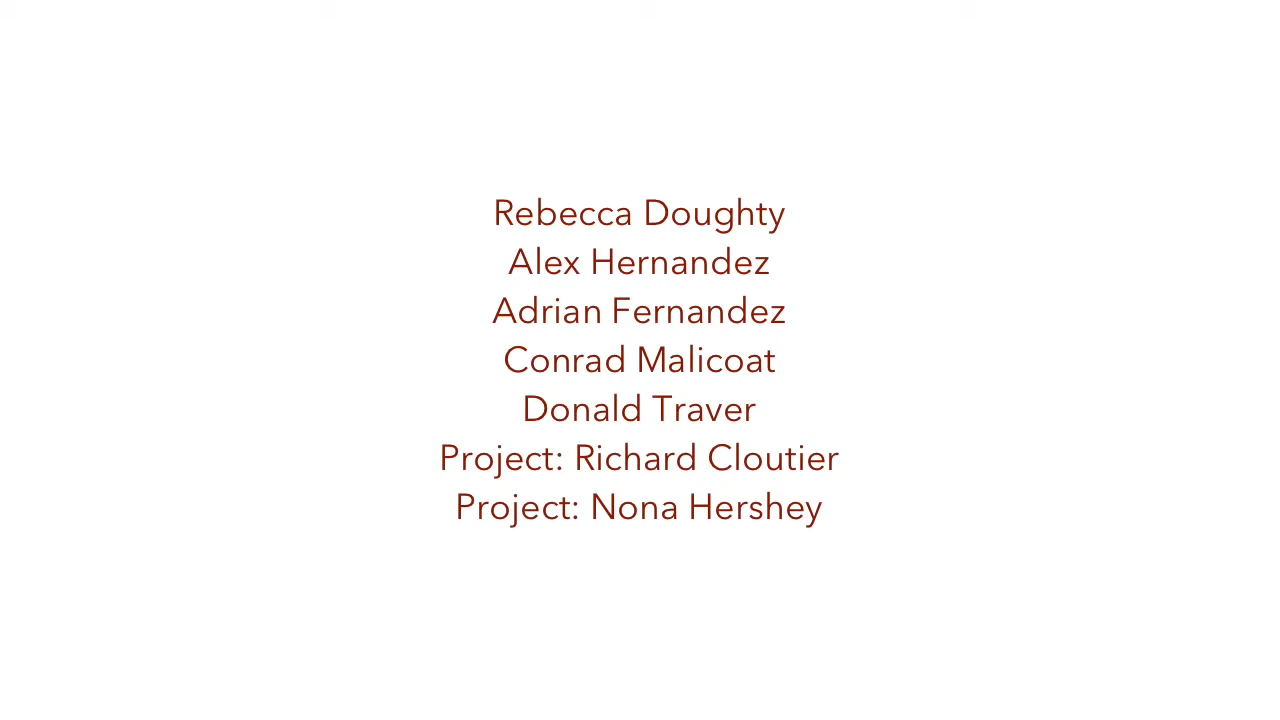 Rebecca Doughty
Alex Hernandez
Adrian Fernandez
Conrad Malicoat
Donald Traver
Project: Richard Cloutier
Project: Nona Hershey